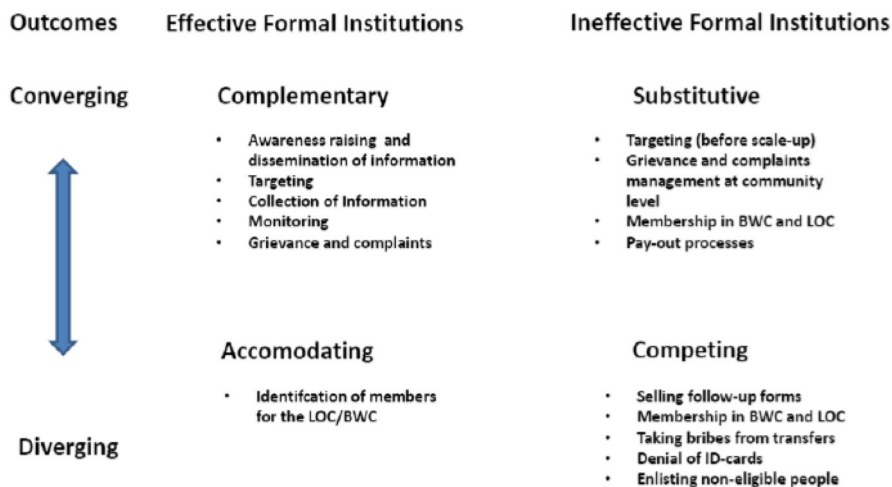 Outcomes Effective Formal Institutions Ineffective Formal Institutions
Converging Complementary Substitutive
• Awareness raising and
dissemination of information
• Targeting
• Collection of Information
• Monitoring
• Grievance and complaints
• Targeting (before scale-up)
• Grievance and complaints
management at community
level
• Membership in BWC and LOC
• Pay-out processes
Accomodating Competing
• Identifcation of members
for the LOC/BWC
• Selling follow-up forms
• Membership in BWC and LOC
• Taking bribes from transfers
• Denial of ID-cards
• Enlisting non-eligible people
Diverging